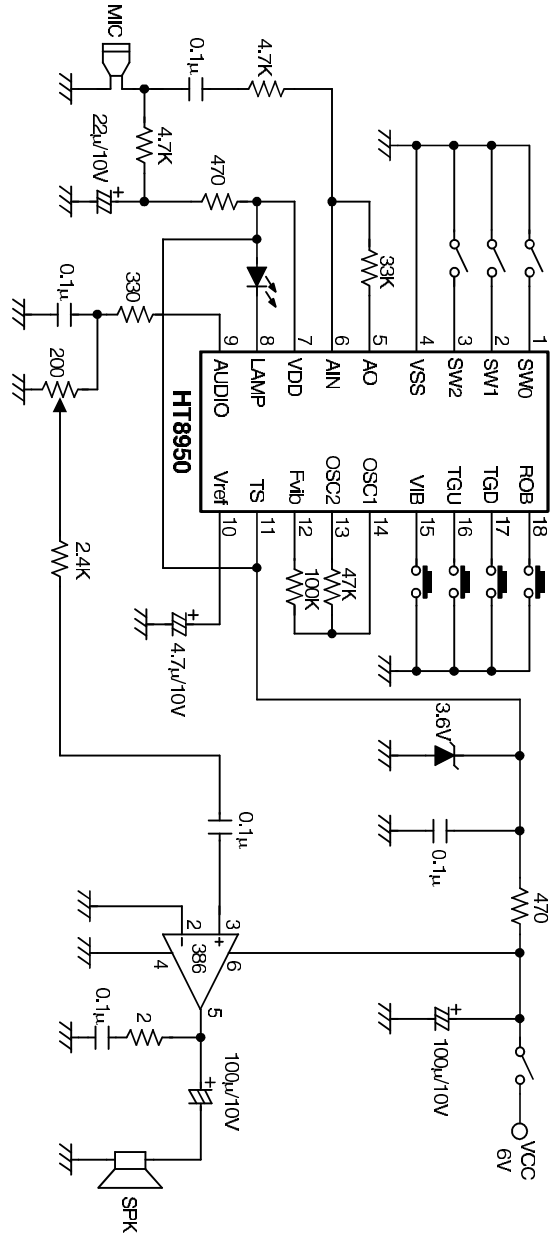 MIC
0.1μ
4.7K
4.7K
22μ/10V
+
470
33K
0.1μ
330
200
1
2
3
4
5
6
7
8
9
SW0
SW1
SW2
VSS
AO
AIN
VDD
LAMP
AUDIO
HT8950
ROB
TGD
TGU
VIB
OSC1
OSC2
Fvib
TS
Vref
18
17
16
15
14
13
12
11
10
47K
100K
4.7μ/10V
+
2.4K
3.6V
0.1μ
470
100μ/10V
+
VCC
6V
0.1μ
3
2
+
−
386
6
4
5
0.1μ
2
100μ/10V
+
SPK